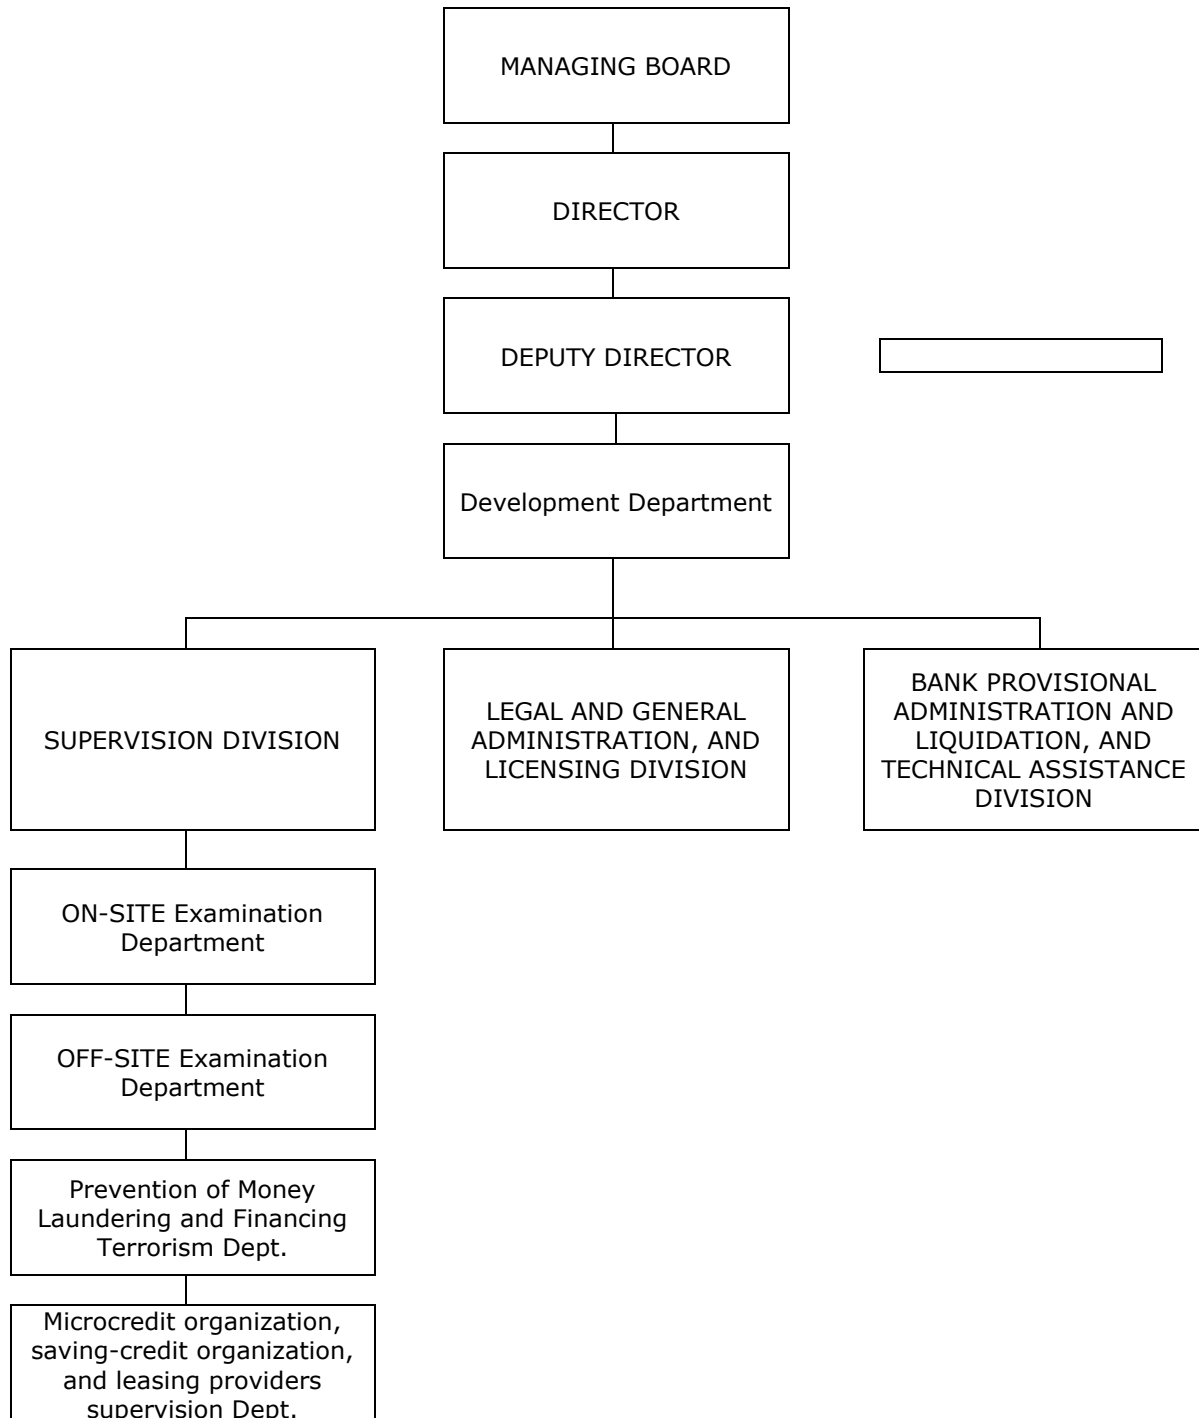 MANAGING BOARD
DIRECTOR
DEPUTY DIRECTOR
Development Department
SUPERVISION DIVISION
LEGAL AND GENERAL
ADMINISTRATION, AND
LICENSING DIVISION
BANK PROVISIONAL
ADMINISTRATION AND
LIQUIDATION, AND
TECHNICAL ASSISTANCE
DIVISION
ON-SITE Examination
Department
OFF-SITE Examination
Department
Prevention of Money
Laundering and Financing
Terrorism Dept.
Microcredit organization,
saving-credit organization,
and leasing providers
supervision Dept.